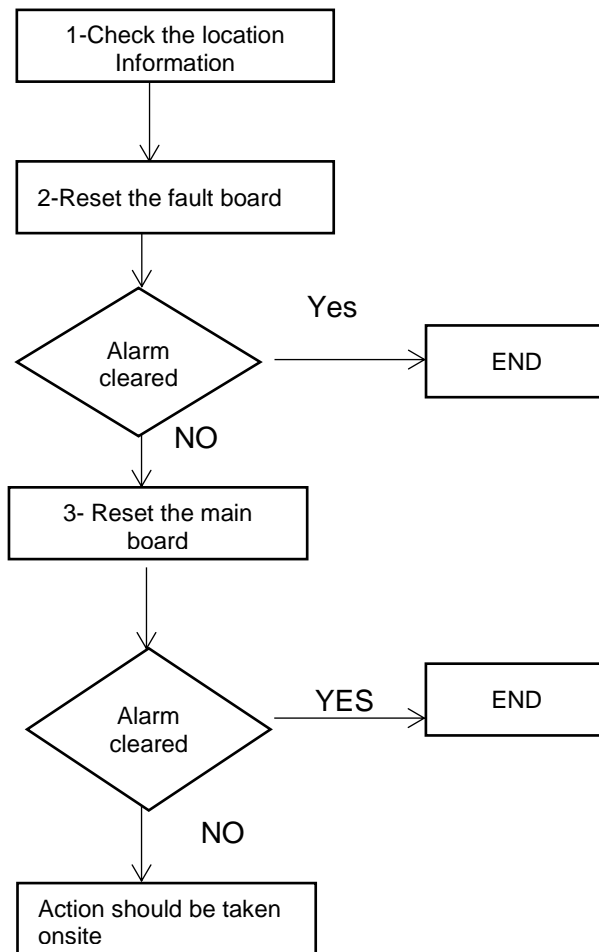 1-Check the location
Information
2-Reset the fault board
Yes
Alarm
cleared
END
NO
3- Reset the main
board
YES
END
Alarm
cleared
NO
Action should be taken
onsite